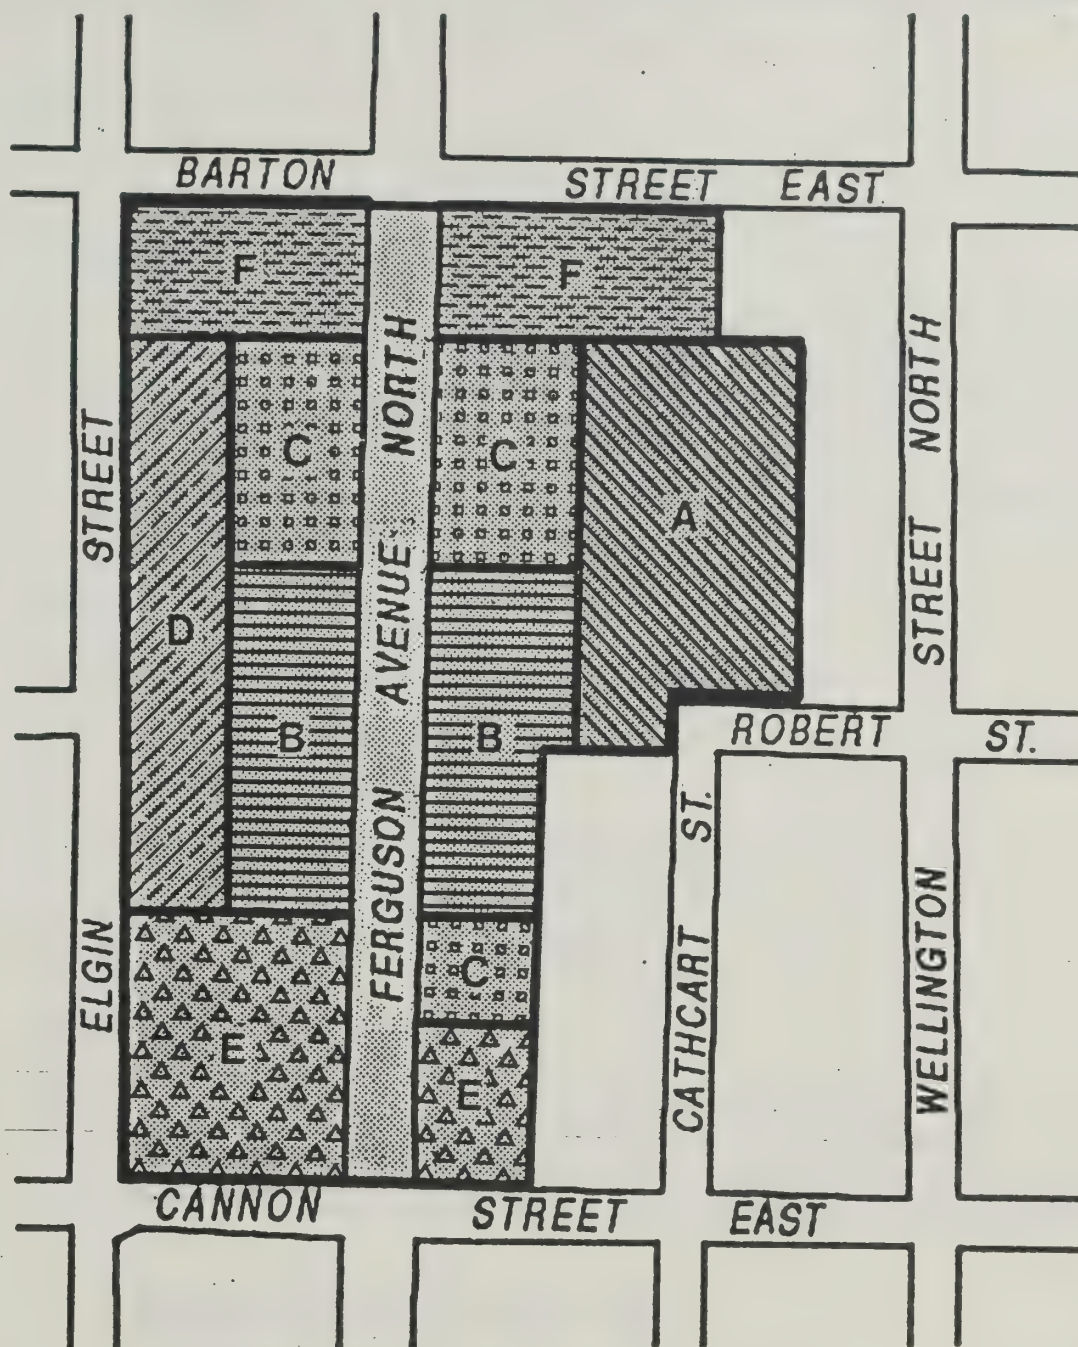 BARTON STREET EAST
F
F
C
C
A
D
B
B
C
E
E
ELGIN STREET
FERGUSON AVENUE NORTH
CATHCART ST.
ROBERT ST.
WELLINGTON STREET NORTH
CANNON STREET EAST